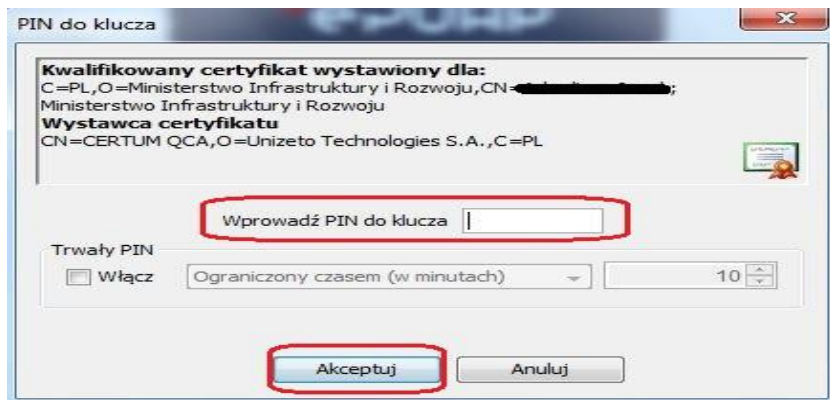 PIN do klucza
Kwalifikowany certyfikat wystawiony dla:
C=PL,O=Ministerstwo Infrastruktury i Rozwoju,CN= ;
Ministerstwo Infrastruktury i Rozwoju
Wystawca certyfikatu
CN=CERTUM QCA,O=Unizeto Technologies S.A.,C=PL
Wprowadź PIN do klucza
Trwały PIN
Włącz Ograniczony czasem (w minutach) 10
Akceptuj Anuluj